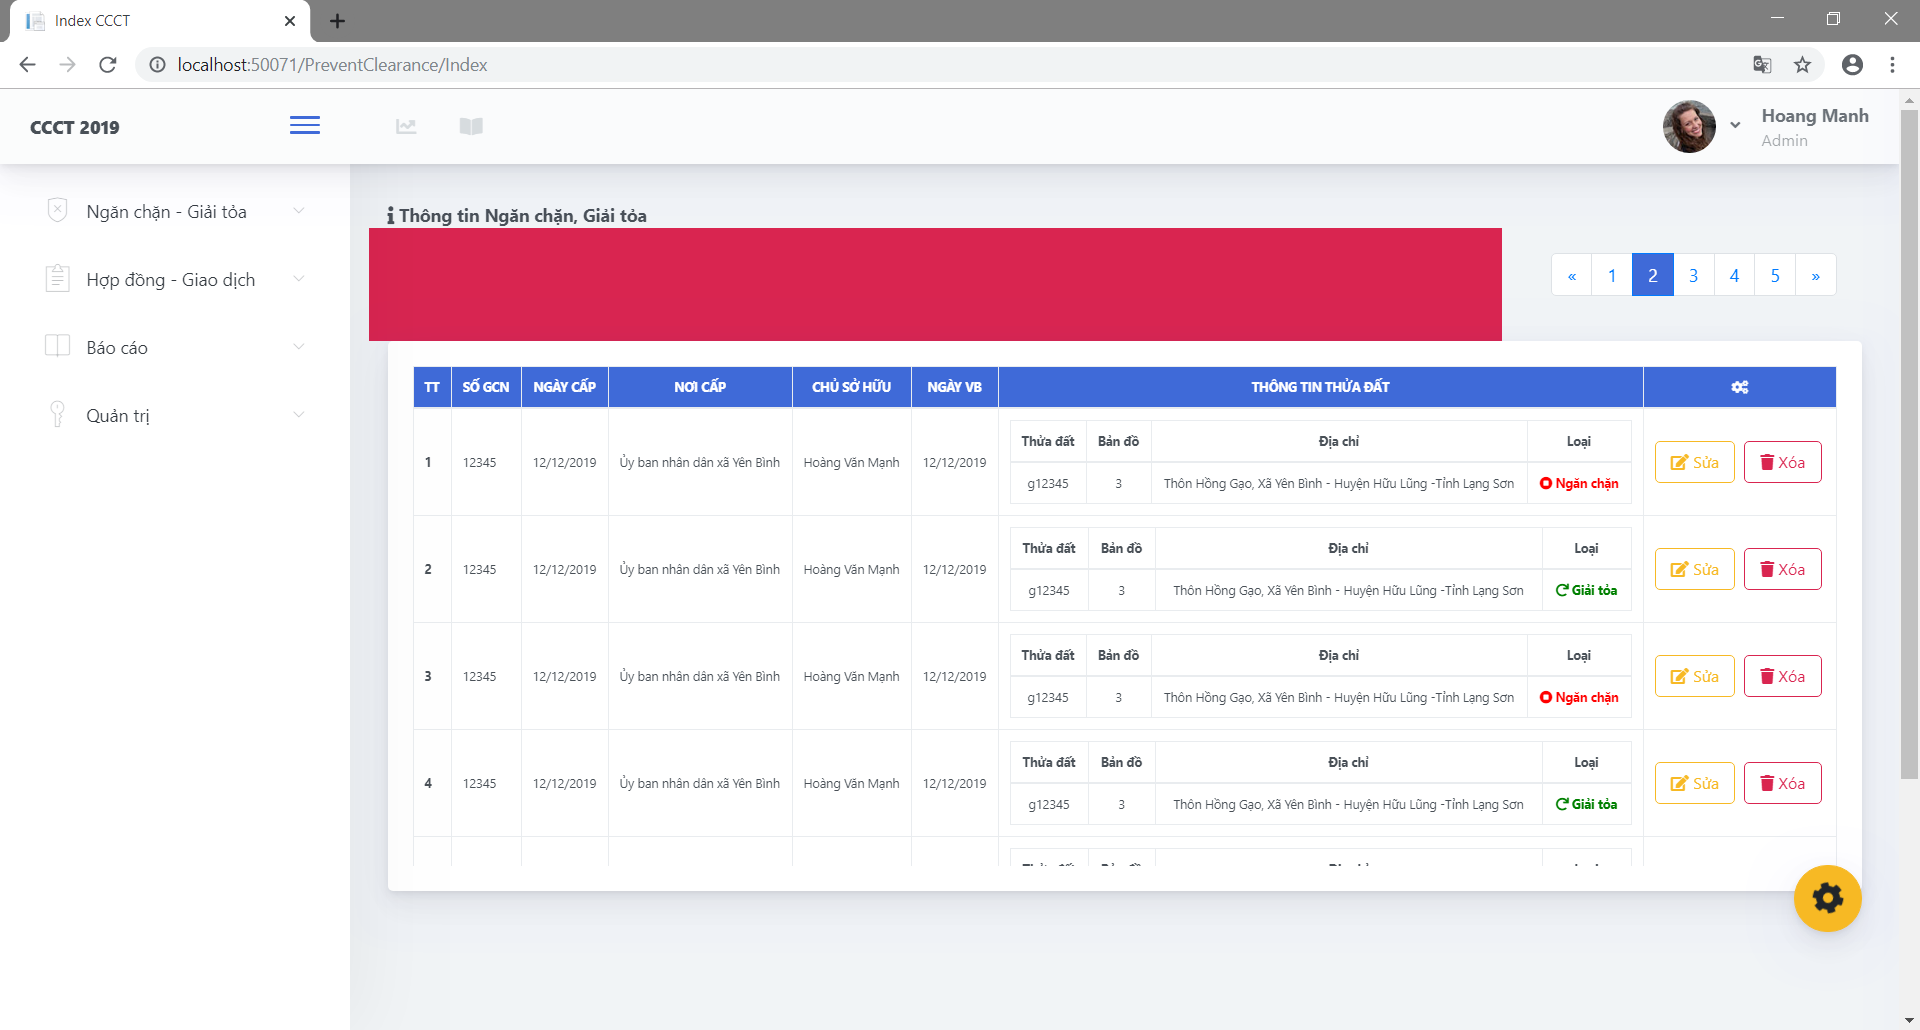 Index CCCT
localhost:50071/PreventClearance/Index
CCCT 2019
Hoang Manh
Admin
Ngăn chặn - Giải tỏa
Hợp đồng - Giao dịch
Báo cáo
Quản trị
Thông tin Ngăn chặn, Giải tỏa
« 1 2 3 4 5 »
TT SỐ GCN NGÀY CẤP NƠI CẤP CHỦ SỞ HỮU NGÀY VB THÔNG TIN THỬA ĐẤT
Thửa đất Bản đồ Địa chỉ Loại
1 12345 12/12/2019 Ủy ban nhân dân xã Yên Bình Hoàng Văn Mạnh 12/12/2019 Sửa Xóa
g12345 3 Thôn Hồng Gạo, Xã Yên Bình - Huyện Hữu Lũng -Tỉnh Lạng Sơn Ngăn chặn
Thửa đất Bản đồ Địa chỉ Loại
2 12345 12/12/2019 Ủy ban nhân dân xã Yên Bình Hoàng Văn Mạnh 12/12/2019 Sửa Xóa
g12345 3 Thôn Hồng Gạo, Xã Yên Bình - Huyện Hữu Lũng -Tỉnh Lạng Sơn Giải tỏa
Thửa đất Bản đồ Địa chỉ Loại
3 12345 12/12/2019 Ủy ban nhân dân xã Yên Bình Hoàng Văn Mạnh 12/12/2019 Sửa Xóa
g12345 3 Thôn Hồng Gạo, Xã Yên Bình - Huyện Hữu Lũng -Tỉnh Lạng Sơn Ngăn chặn
Thửa đất Bản đồ Địa chỉ Loại
4 12345 12/12/2019 Ủy ban nhân dân xã Yên Bình Hoàng Văn Mạnh 12/12/2019 Sửa Xóa
g12345 3 Thôn Hồng Gạo, Xã Yên Bình - Huyện Hữu Lũng -Tỉnh Lạng Sơn Giải tỏa